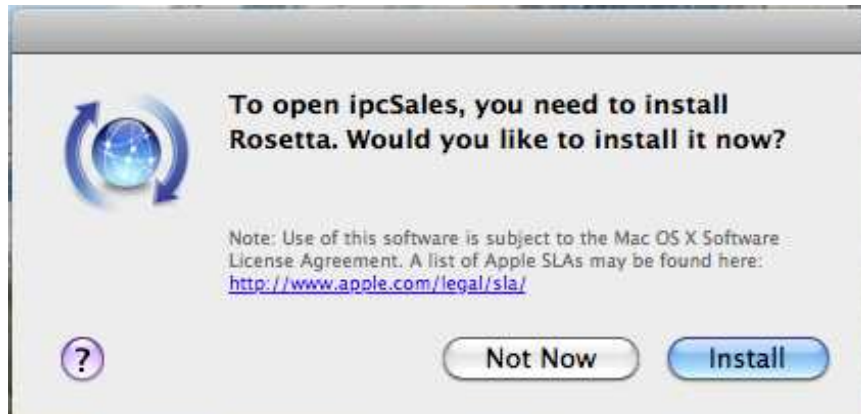 To open ipcSales, you need to install
Rosetta. Would you like to install it now?
Note: Use of this software is subject to the Mac OS X Software
License Agreement. A list of Apple SLAs may be found here:
http://www.apple.com/legal/sla/
?
Not Now
Install